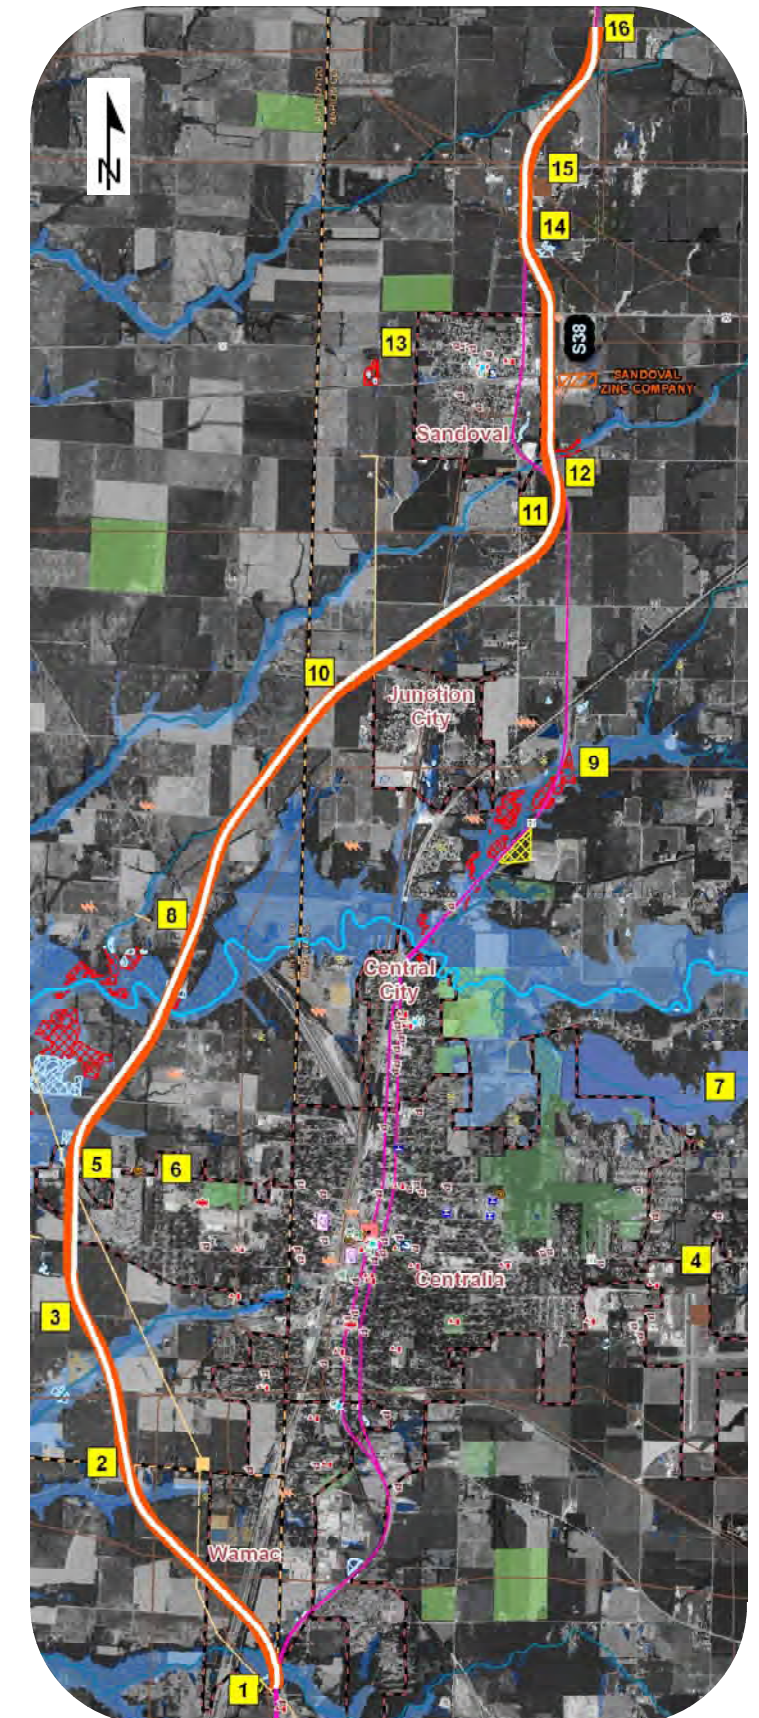 16
N
15
14
S38
13
SANDOVAL
ZINC COMPANY
Sandoval
12
11
10
Junction
City
9
8
Central
City
7
5
6
4
Centralia
3
2
Wamac
1